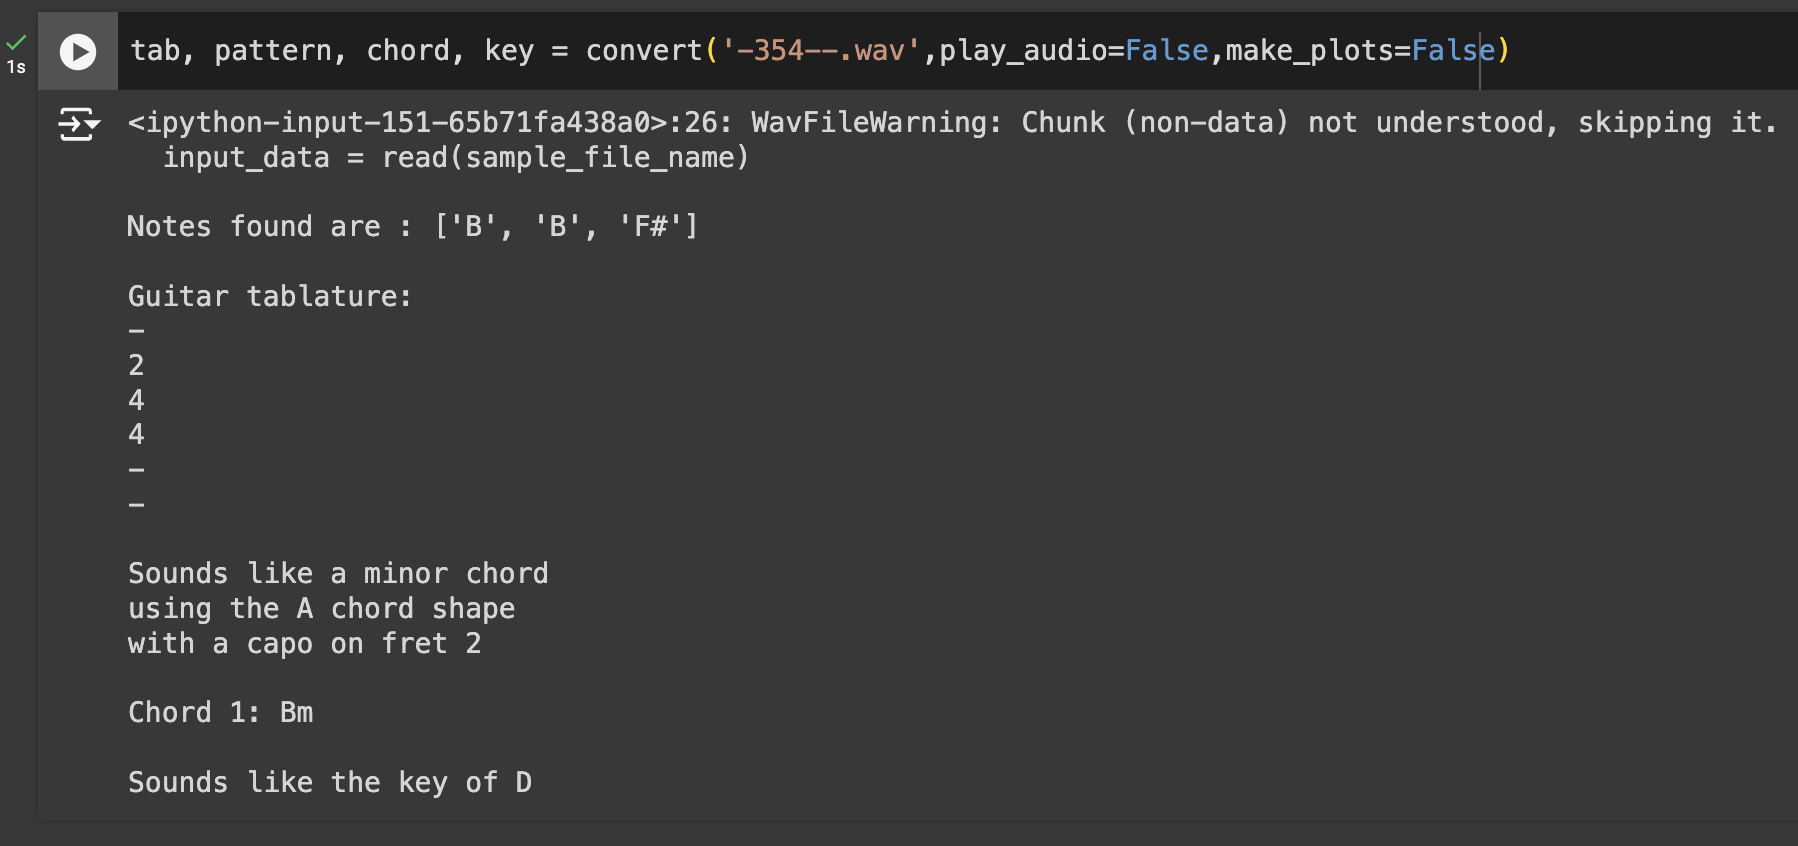 1s
tab, pattern, chord, key = convert('-354--.wav',play_audio=False,make_plots=False)
<ipython-input-151-65b71fa438a0>:26: WavFileWarning: Chunk (non-data) not understood, skipping it.
  input_data = read(sample_file_name)
Notes found are : ['B', 'B', 'F#']
Guitar tablature:
-
2
4
4
-
-
Sounds like a minor chord
using the A chord shape
with a capo on fret 2
Chord 1: Bm
Sounds like the key of D